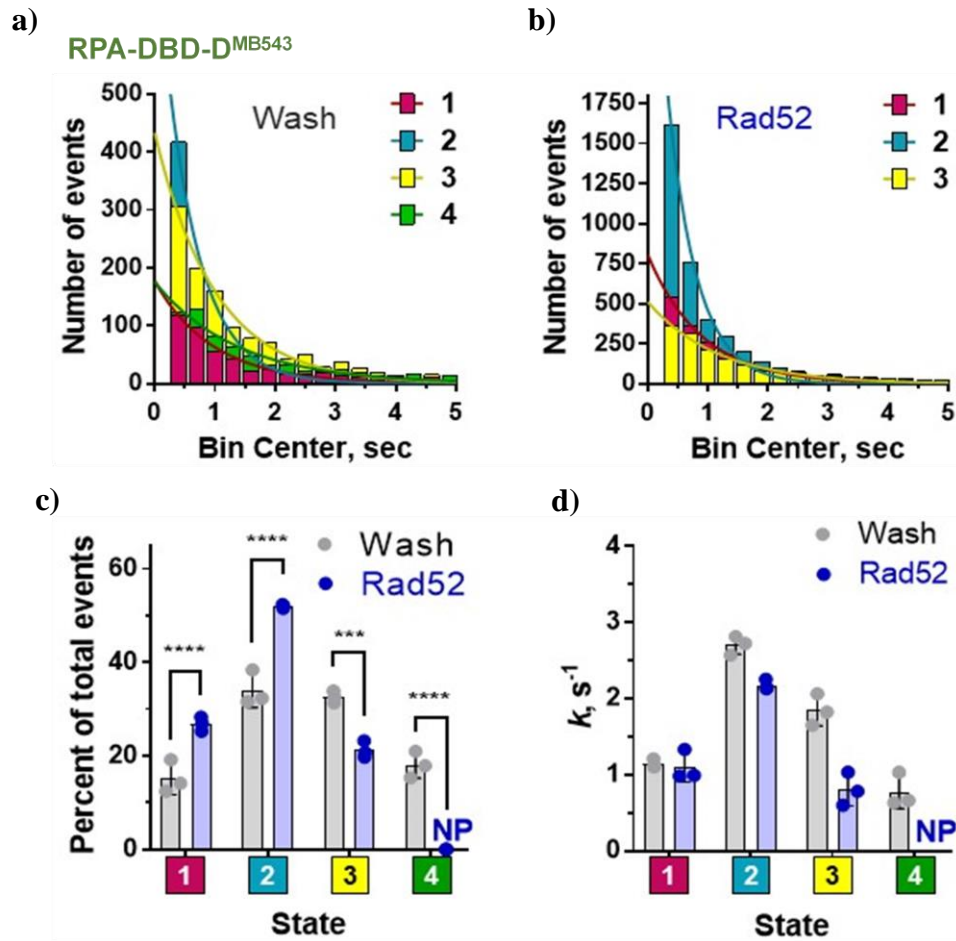 a)
RPA-DBD-D^MB543
Number of events
500
400
300
200
100
0
Wash
1
2
3
4
0 1 2 3 4 5
Bin Center, sec
b)
Number of events
1750
1500
1250
1000
750
500
250
0
Rad52
1
2
3
0 1 2 3 4 5
Bin Center, sec
c)
Percent of total events
60
40
20
0
Wash
Rad52
****
****
***
****
NP
1 2 3 4
State
d)
k, s⁻¹
4
3
2
1
0
Wash
Rad52
NP
1 2 3 4
State